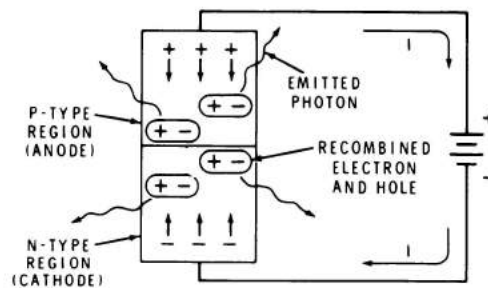 + + +
I
EMITTED
PHOTON
P-TYPE
REGION
(ANODE)
+ -
+ -
+
-
+ -
+ -
RECOMBINED
ELECTRON
AND HOLE
N-TYPE
REGION
(CATHODE)
- - -
I